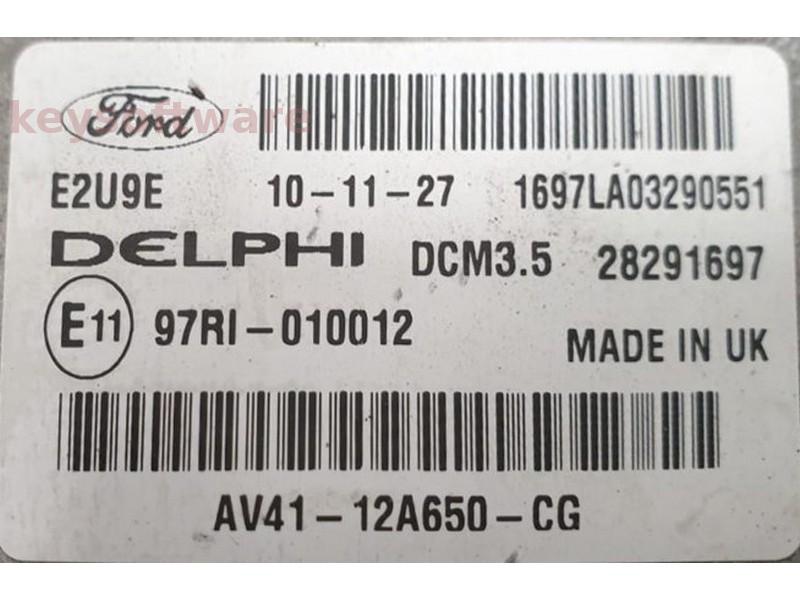 Ford
keysoftware
E2U9E 10-11-27 1697LA03290551
DELPHI DCM3.5 28291697
E11 97RI-010012
MADE IN UK
AV41-12A650-CG